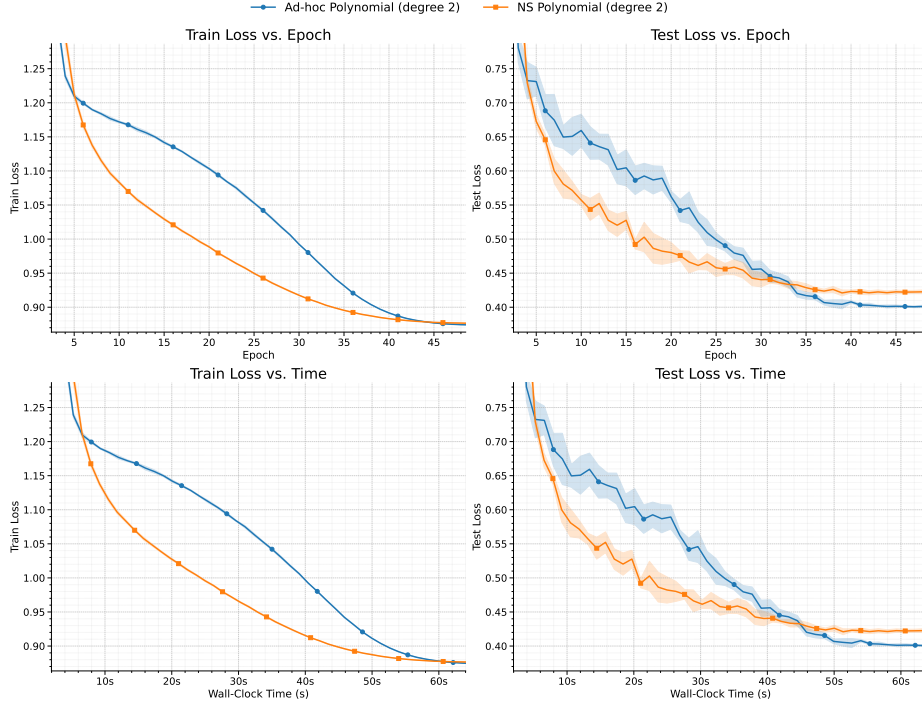 Ad-hoc Polynomial (degree 2) NS Polynomial (degree 2)
Train Loss vs. Epoch
Train Loss
1.25
1.20
1.15
1.10
1.05
1.00
0.95
0.90
5 10 15 20 25 30 35 40 45
Epoch
Test Loss vs. Epoch
Test Loss
0.75
0.70
0.65
0.60
0.55
0.50
0.45
0.40
5 10 15 20 25 30 35 40 45
Epoch
Train Loss vs. Time
Train Loss
1.25
1.20
1.15
1.10
1.05
1.00
0.95
0.90
10s 20s 30s 40s 50s 60s
Wall-Clock Time (s)
Test Loss vs. Time
Test Loss
0.75
0.70
0.65
0.60
0.55
0.50
0.45
0.40
10s 20s 30s 40s 50s 60s
Wall-Clock Time (s)